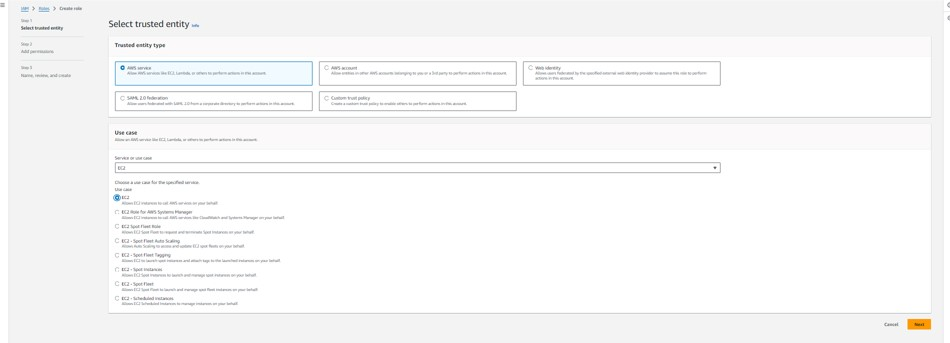 IAM > Roles > Create role
Step 1
Select trusted entity
Step 2
Add permissions
Step 3
Name, review, and create
Select trusted entity Info
Trusted entity type
AWS service
Allow AWS services like EC2, Lambda, or others to perform actions in this account.
AWS account
Allow entities in other AWS accounts belonging to you or a 3rd party to perform actions in this account.
Web identity
Allows users federated by the specified external web identity provider to assume this role to perform
actions in this account.
SAML 2.0 federation
Allow users federated with SAML 2.0 from a corporate directory to perform actions in this account.
Custom trust policy
Create a custom trust policy to enable others to perform actions in this account.
Use case
Allow an AWS service like EC2, Lambda, or others to perform actions in this account.
Service or use case
EC2
Choose a use case for the specified service.
Use case
EC2
Allows EC2 instances to call AWS services on your behalf.
EC2 Role for AWS Systems Manager
Allows EC2 instances to call AWS services like CloudWatch and Systems Manager on your behalf.
EC2 Spot Fleet Role
Allows EC2 Spot Fleet to request and terminate Spot Instances on your behalf.
EC2 - Spot Fleet Auto Scaling
Allows Auto Scaling to access and update EC2 spot fleets on your behalf.
EC2 - Spot Fleet Tagging
Allows EC2 to launch spot instances and attach tags to the launched instances on your behalf.
EC2 - Spot Instances
Allows EC2 Spot Instances to launch and manage spot instances on your behalf.
EC2 - Spot Fleet
Allows EC2 Spot Fleet to launch and manage spot fleet instances on your behalf.
EC2 - Scheduled Instances
Allows EC2 Scheduled Instances to manage instances on your behalf.
Cancel
Next